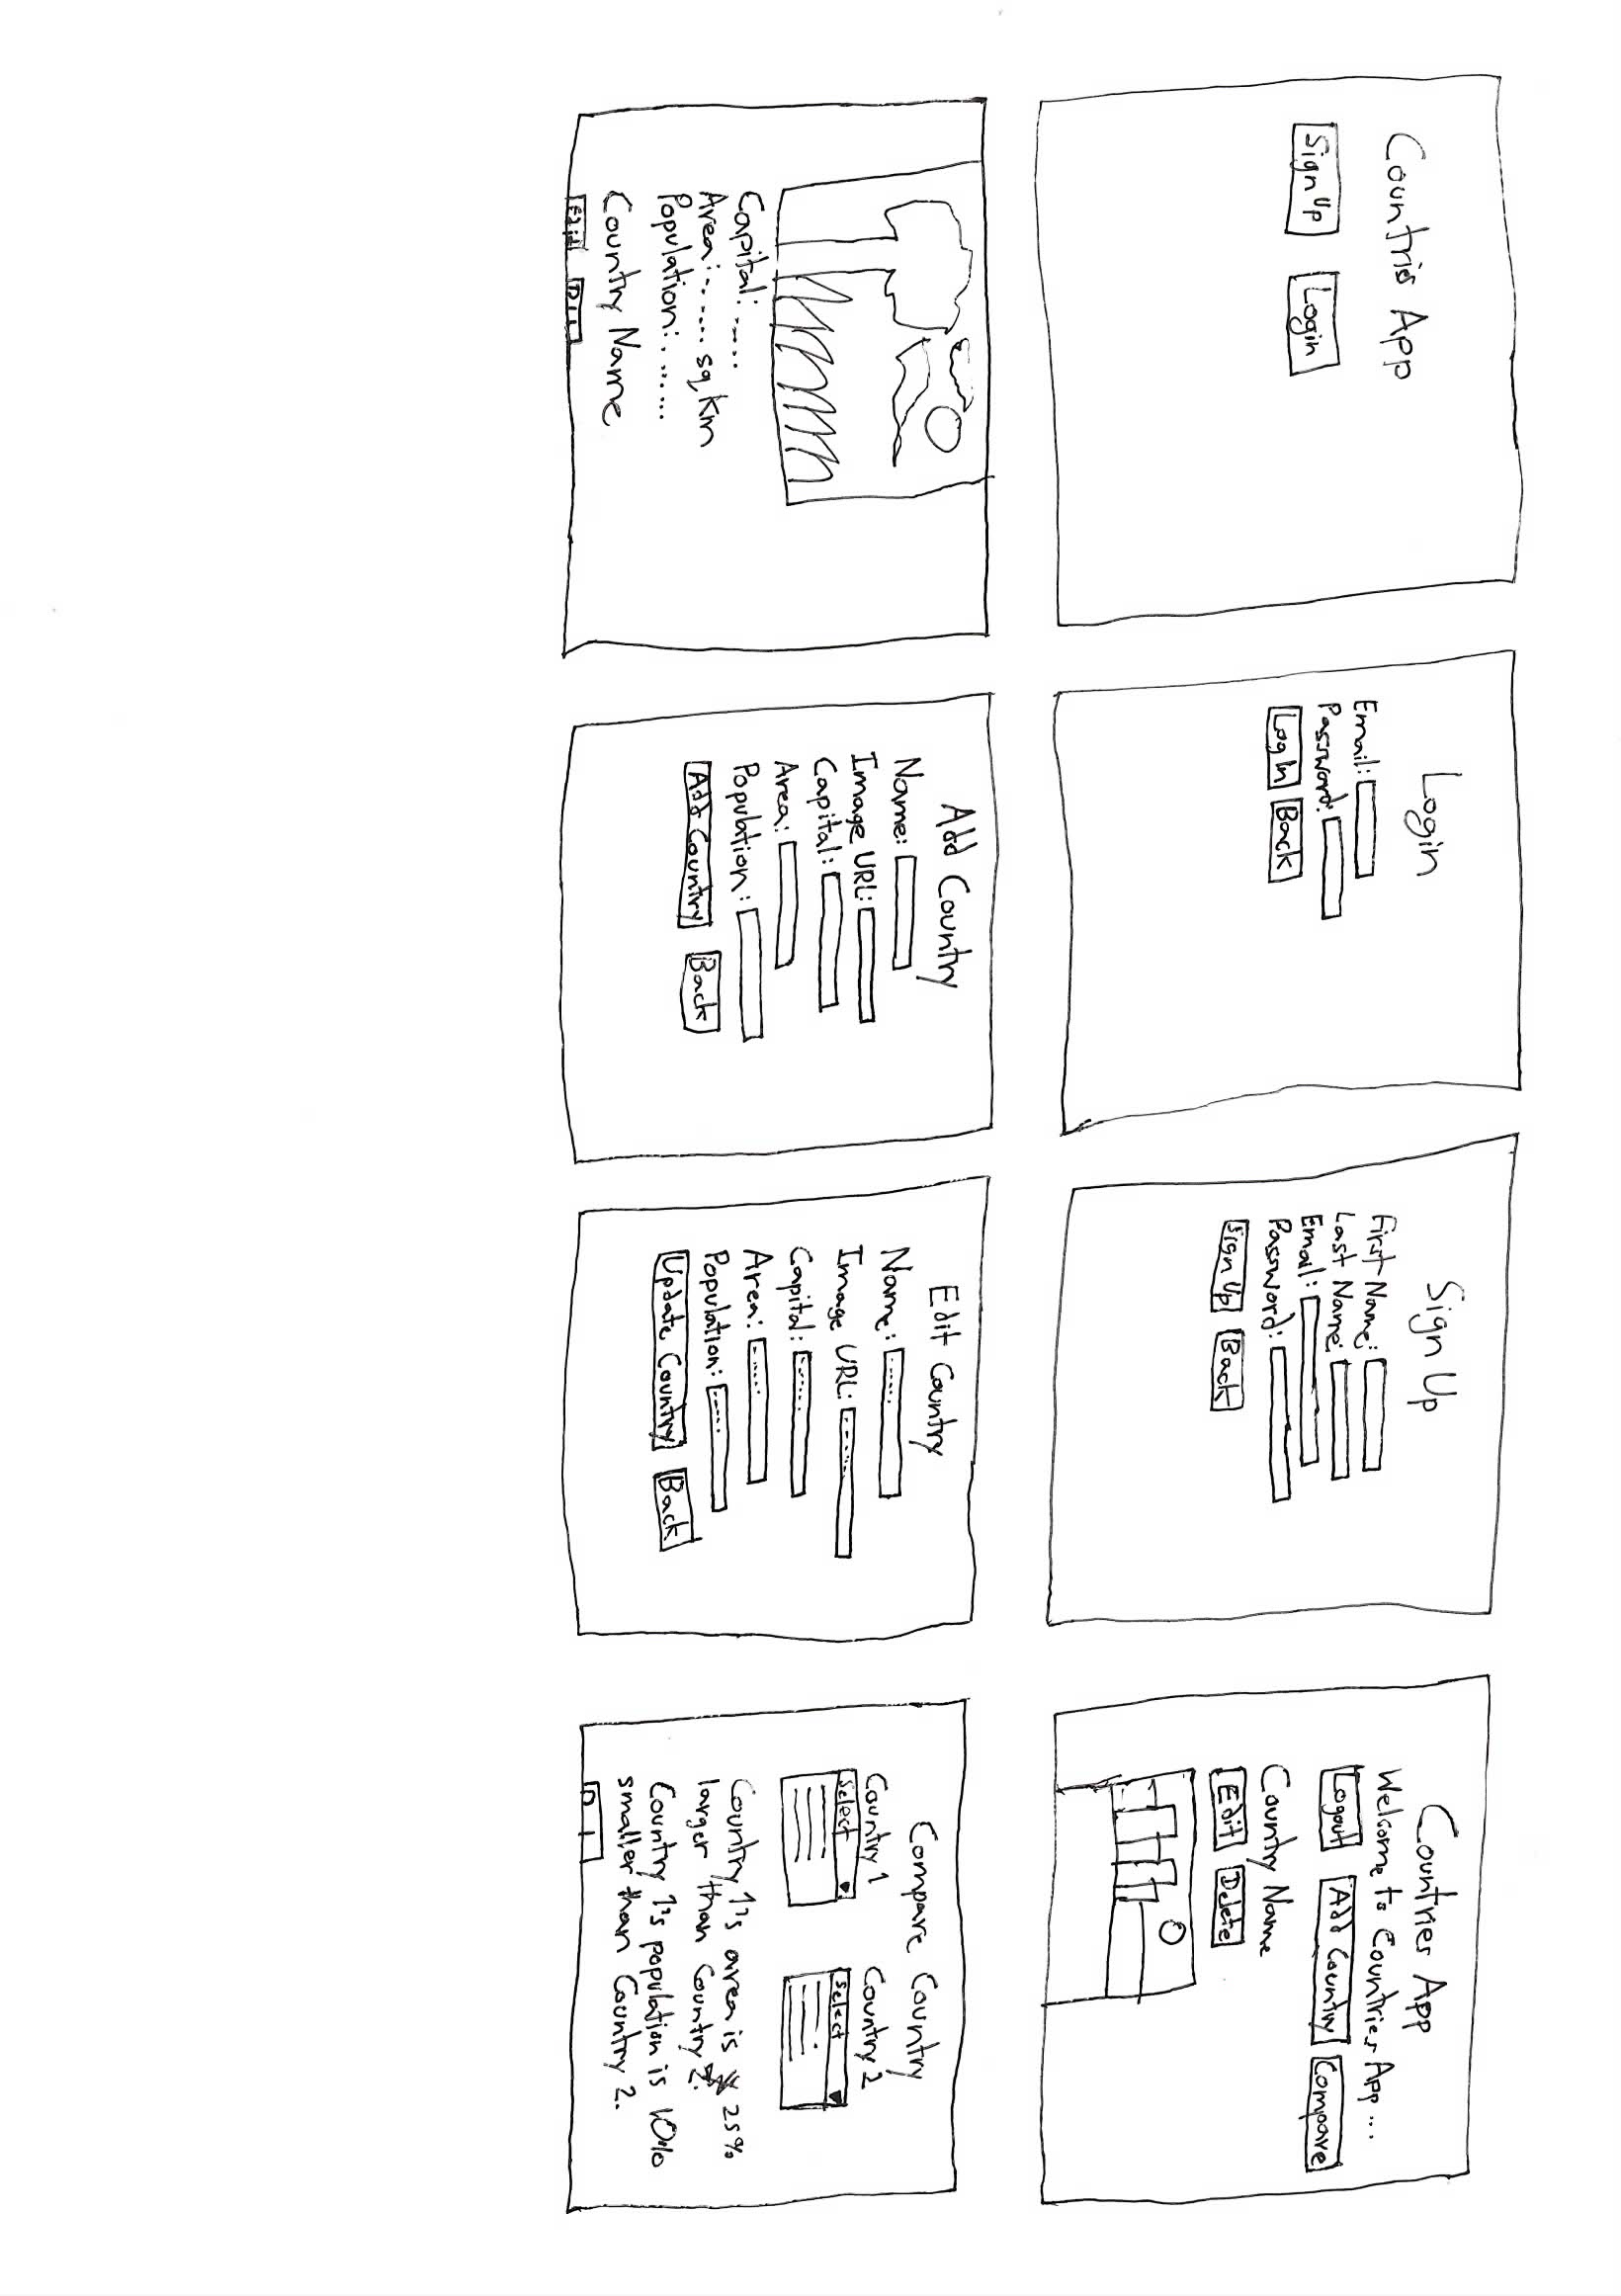 Countris App
Sign Up
Login
Login
Email:
Password:
Log In
Back
Sign Up
First Name:
Last Name:
Email:
Password:
Sign Up
Back
Countries App
Welcome to Countries App ...
Logout
Add Country
Compare
Country Name
Edit
Delete
Capital: .....
Area: ...... sq km
Population: ......
Country Name
Edit
Add Country
Name:
Image URL:
Capital:
Area:
Population:
Add Country
Back
Edit Country
Name: .....
Image URL: ......
Capital: ......
Area: .....
Population: .....
Update Country
Back
Compare Country
Country 1
Country 2
Select
Select
Country 1's area is 25%
larger than Country 2.
Country 1's population is 10%
smaller than Country 2.